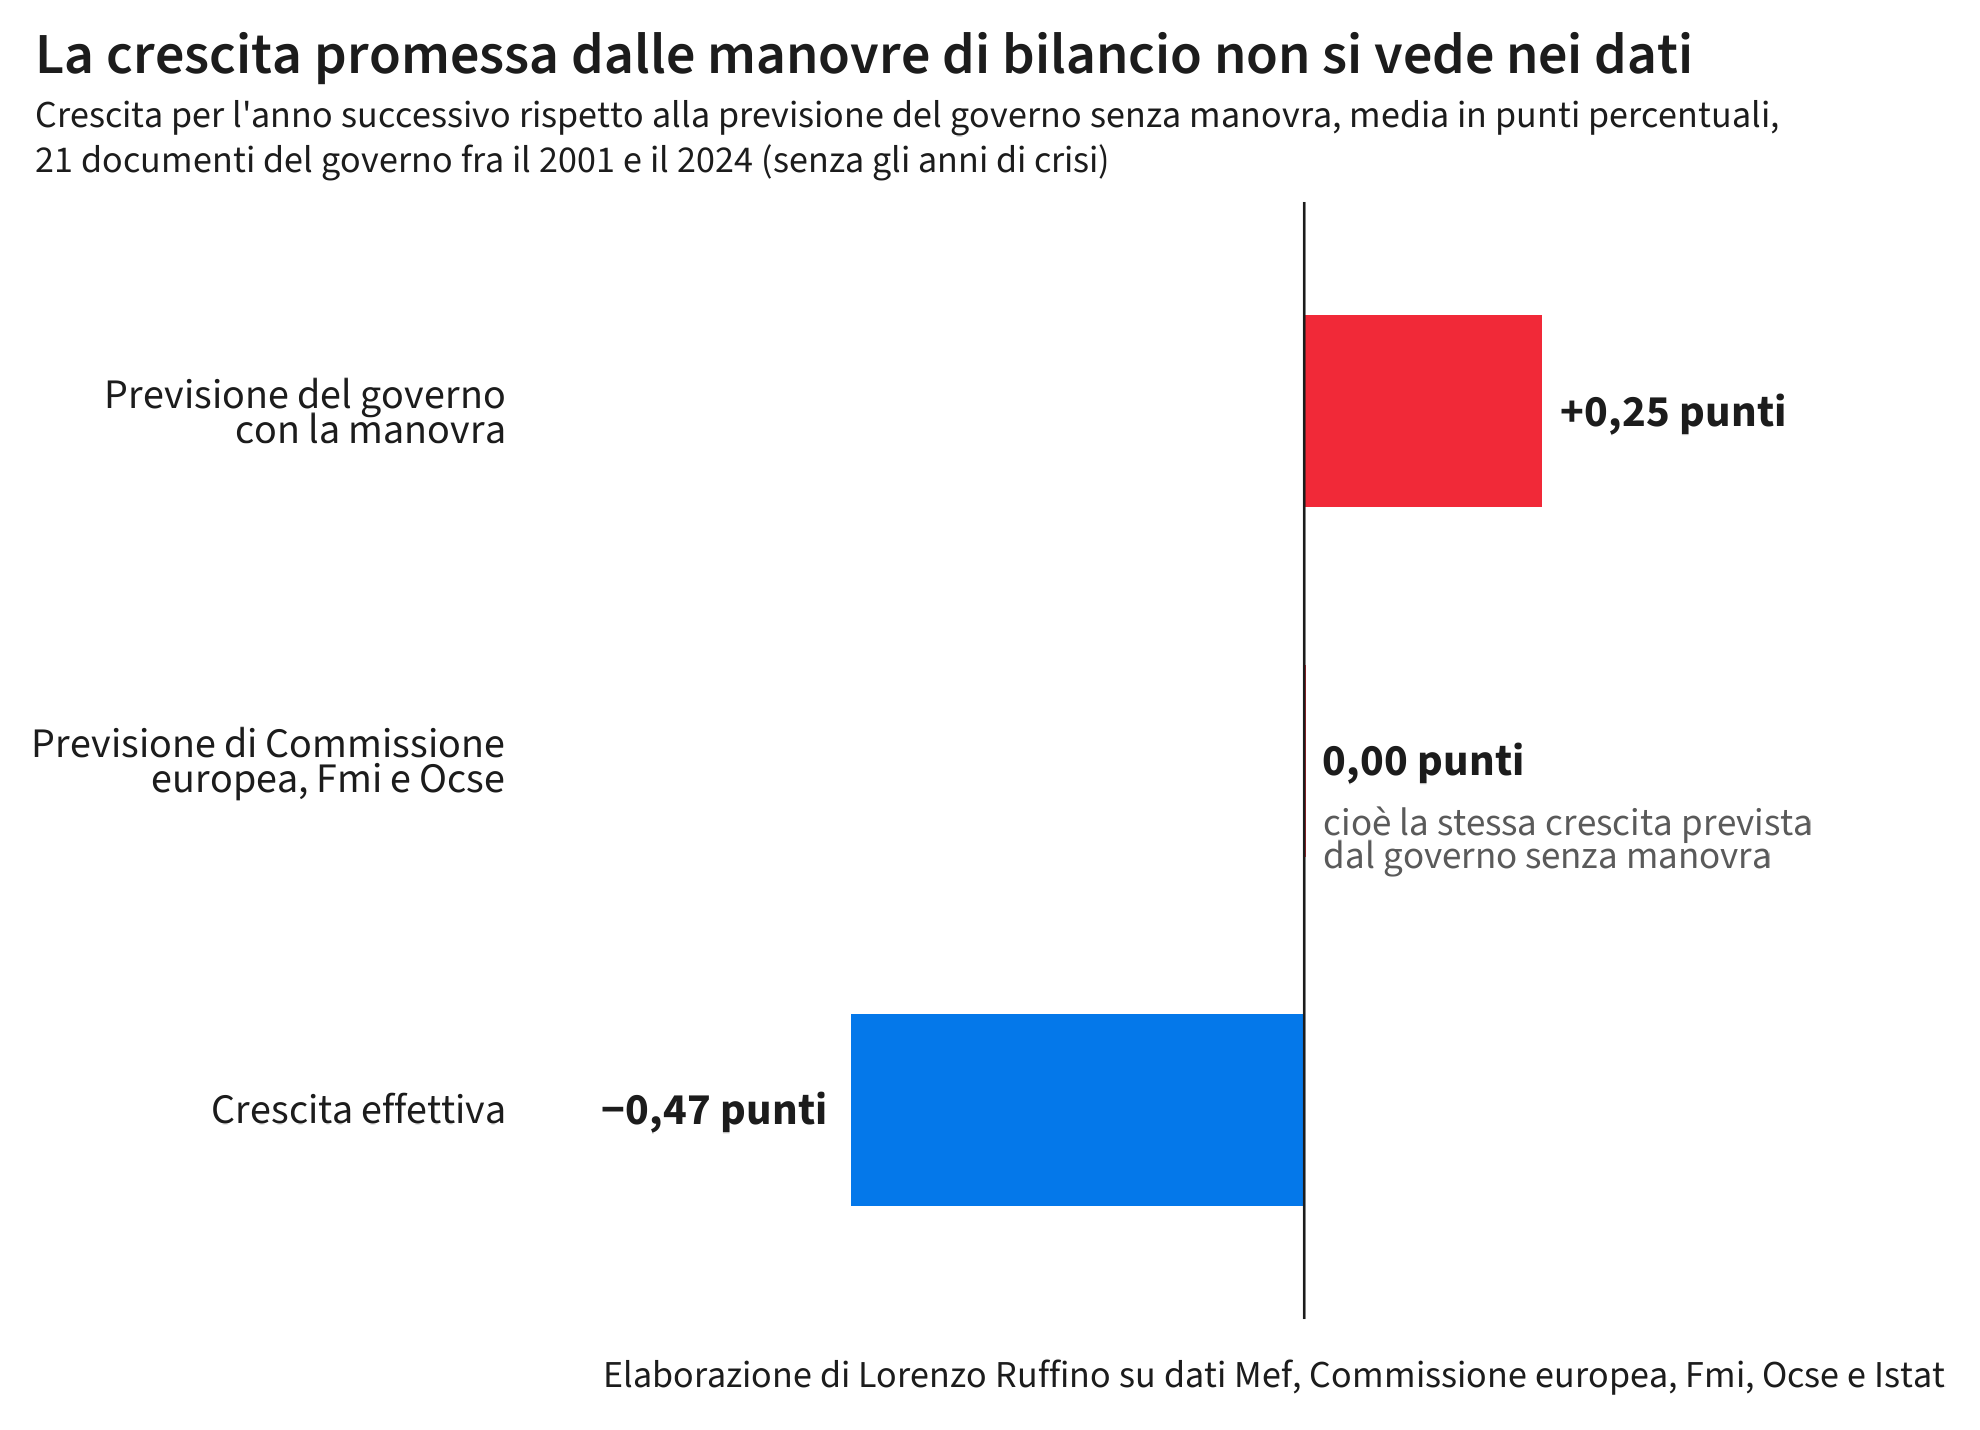 La crescita promessa dalle manovre di bilancio non si vede nei dati
Crescita per l'anno successivo rispetto alla previsione del governo senza manovra, media in punti percentuali,
21 documenti del governo fra il 2001 e il 2024 (senza gli anni di crisi)
Previsione del governo
con la manovra
+0,25 punti
Previsione di Commissione
europea, Fmi e Ocse
0,00 punti
cioè la stessa crescita prevista
dal governo senza manovra
Crescita effettiva
−0,47 punti
Elaborazione di Lorenzo Ruffino su dati Mef, Commissione europea, Fmi, Ocse e Istat